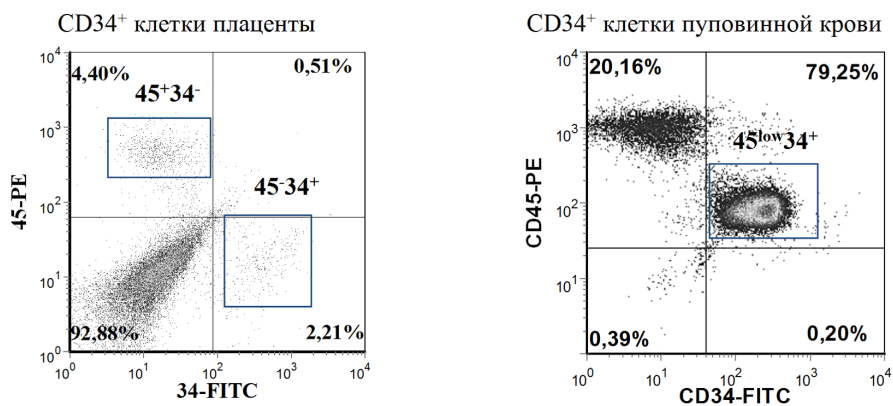 CD34⁺ клетки плаценты
10⁴
4,40%
0,51%
45⁺34⁻
10³
45-34⁺
45-PE
10²
10¹
92,88%
2,21%
10⁰
10⁰ 10¹ 10² 10³ 10⁴
34-FITC
CD34⁺ клетки пуповинной крови
10⁴
20,16%
79,25%
10³
45ˡᵒʷ34⁺
CD45-PE
10²
10¹
0,39%
0,20%
10⁰
10⁰ 10¹ 10² 10³ 10⁴
CD34-FITC